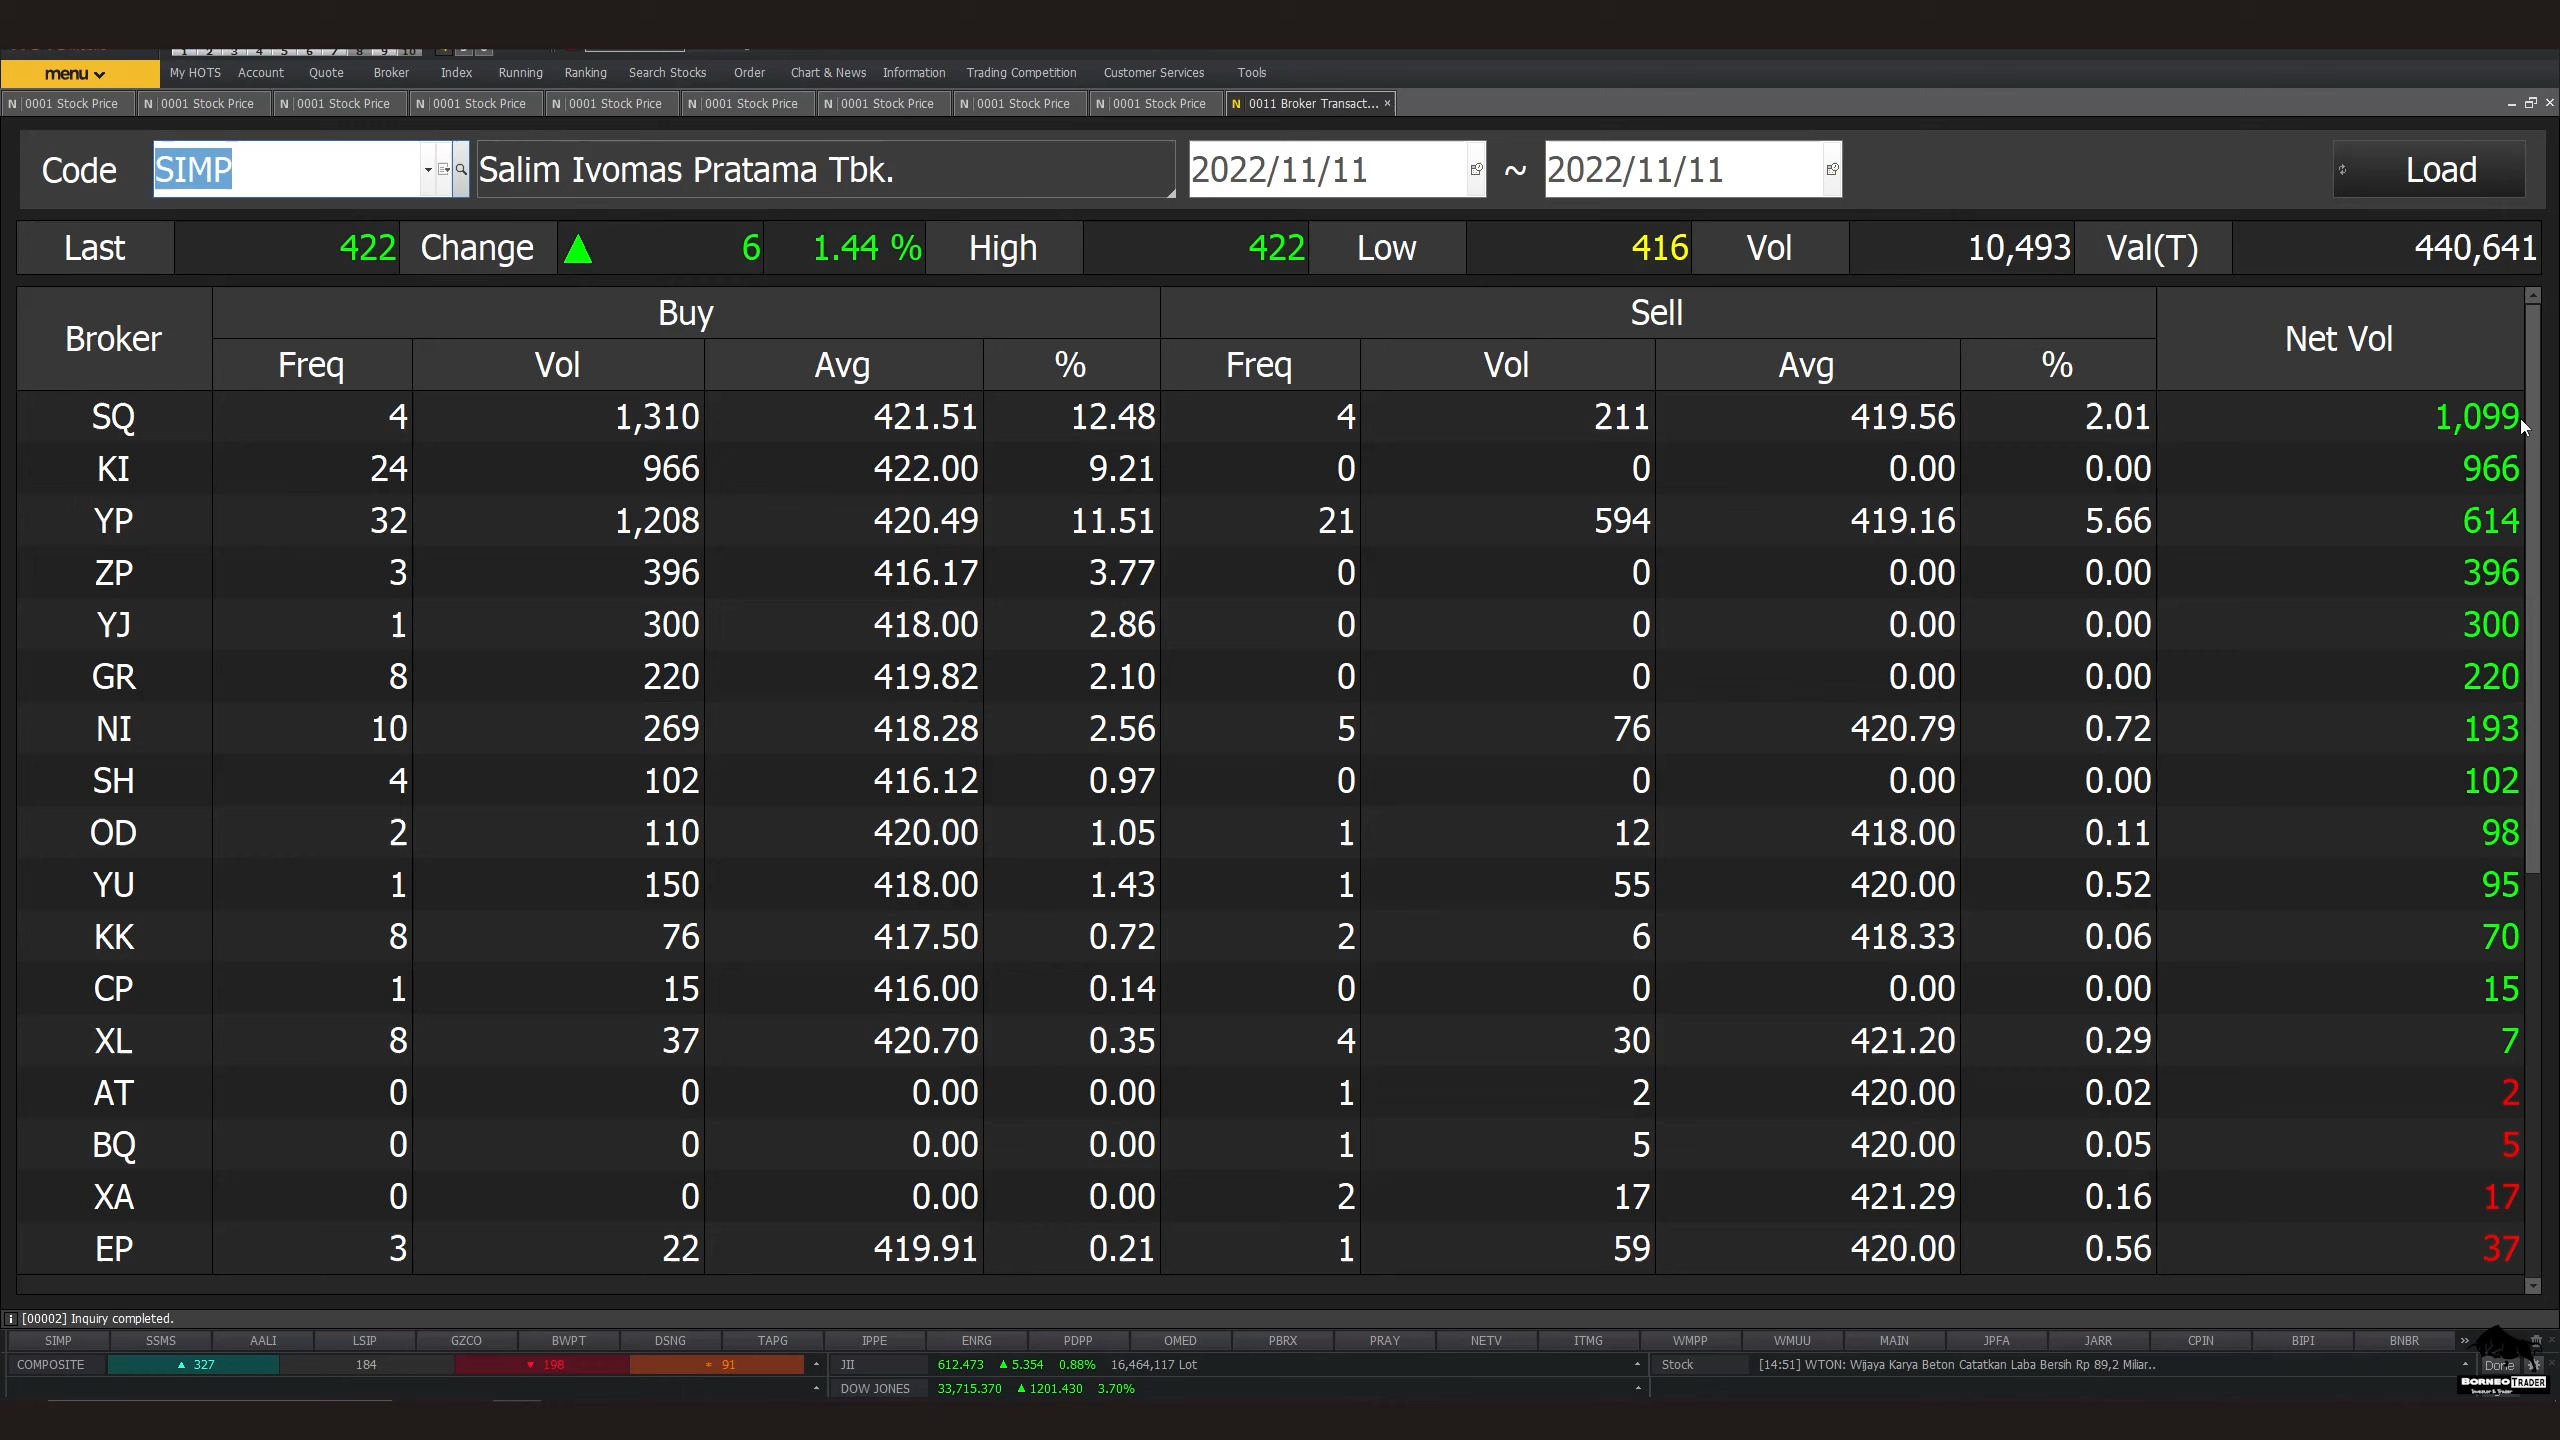 1 2 3 4 5 6 7 8 9 10
menu My HOTS Account Quote Broker Index Running Ranking Search Stocks Order Chart & News Information Trading Competition Customer Services Tools
N 0001 Stock Price N 0001 Stock Price N 0001 Stock Price N 0001 Stock Price N 0001 Stock Price N 0001 Stock Price N 0001 Stock Price N 0001 Stock Price N 0001 Stock Price N 0011 Broker Transact... ×
Code SIMP Salim Ivomas Pratama Tbk. 2022/11/11 ~ 2022/11/11 Load
Last 422 Change ▲ 6 1.44 % High 422 Low 416 Vol 10,493 Val(T) 440,641
Broker Buy Sell Net Vol
Freq Vol Avg % Freq Vol Avg %
SQ 4 1,310 421.51 12.48 4 211 419.56 2.01 1,099
KI 24 966 422.00 9.21 0 0 0.00 0.00 966
YP 32 1,208 420.49 11.51 21 594 419.16 5.66 614
ZP 3 396 416.17 3.77 0 0 0.00 0.00 396
YJ 1 300 418.00 2.86 0 0 0.00 0.00 300
GR 8 220 419.82 2.10 0 0 0.00 0.00 220
NI 10 269 418.28 2.56 5 76 420.79 0.72 193
SH 4 102 416.12 0.97 0 0 0.00 0.00 102
OD 2 110 420.00 1.05 1 12 418.00 0.11 98
YU 1 150 418.00 1.43 1 55 420.00 0.52 95
KK 8 76 417.50 0.72 2 6 418.33 0.06 70
CP 1 15 416.00 0.14 0 0 0.00 0.00 15
XL 8 37 420.70 0.35 4 30 421.20 0.29 7
AT 0 0 0.00 0.00 1 2 420.00 0.02 2
BQ 0 0 0.00 0.00 1 5 420.00 0.05 5
XA 0 0 0.00 0.00 2 17 421.29 0.16 17
EP 3 22 419.91 0.21 1 59 420.00 0.56 37
[00002] Inquiry completed.
SIMP SSMS AALI LSIP GZCO BWPT DSNG TAPG IPPE ENRG PDPP OMED PBRX PRAY NETV ITMG WMPP WMUU MAIN JPFA JARR CPIN BIPI BNBR »
COMPOSITE ▲ 327 184 ▼ 198 91 JII 612.473 ▲ 5.354 0.88% 16,464,117 Lot Stock [14:51] WTON: Wijaya Karya Beton Catatkan Laba Bersih Rp 89,2 Miliar.. Done
DOW JONES 33,715.370 ▲ 1201.430 3.70%
BORNEO TRADER